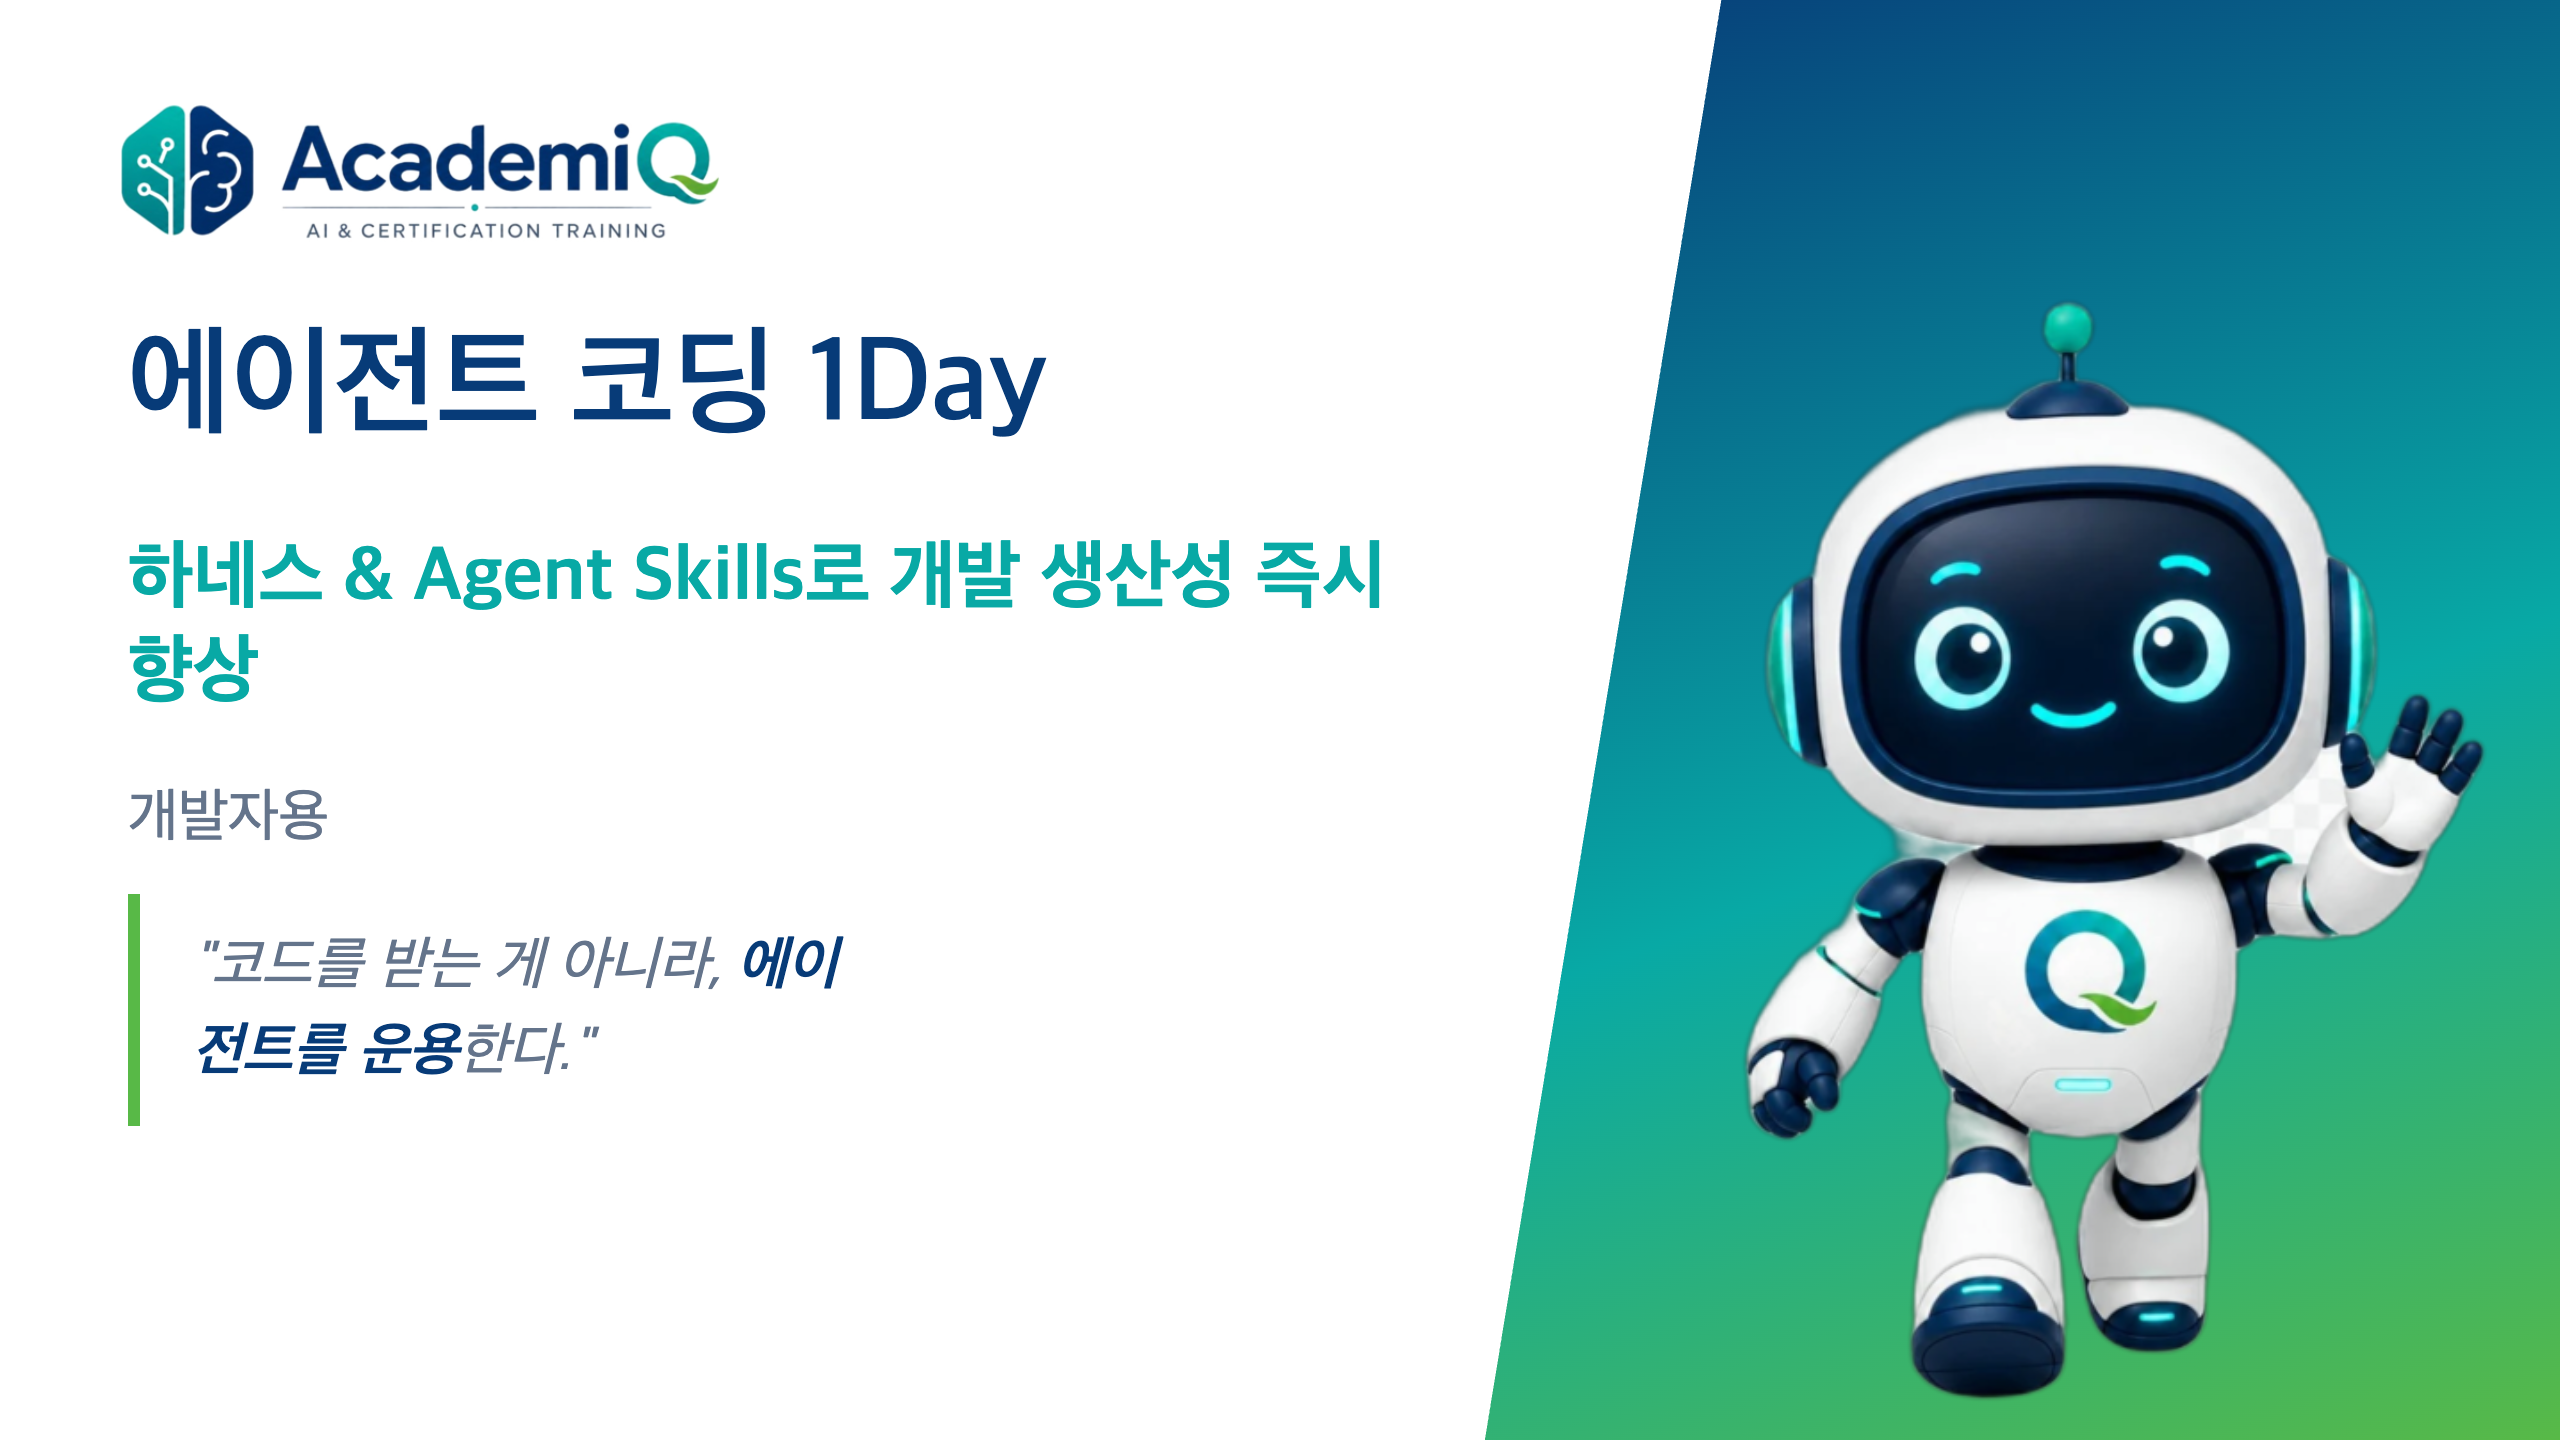 AcademiQ
AI & CERTIFICATION TRAINING
에이전트 코딩 1Day
하네스 & Agent Skills로 개발 생산성 즉시
향상
개발자용
"코드를 받는 게 아니라, 에이
전트를 운용한다."
Q